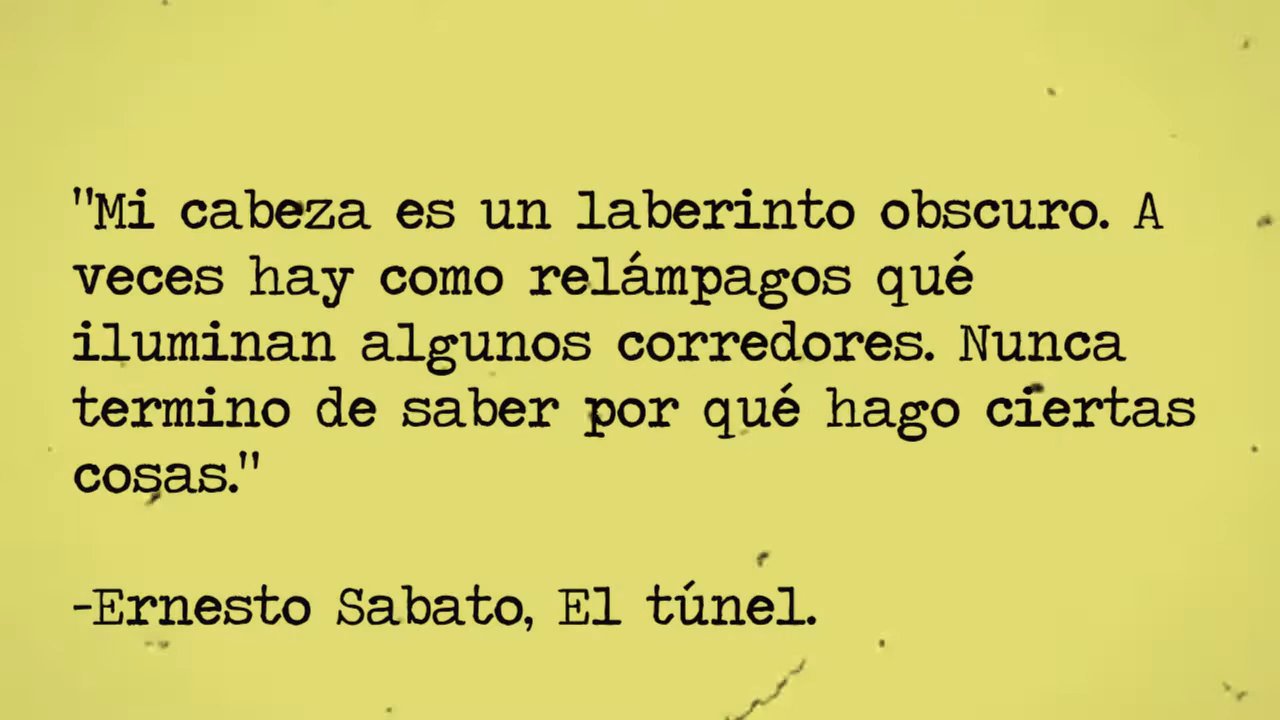 "Mi cabeza es un laberinto obscuro. A
veces hay como relámpagos qué
iluminan algunos corredores. Nunca
termino de saber por qué hago ciertas
cosas."
-Ernesto Sabato, El túnel.